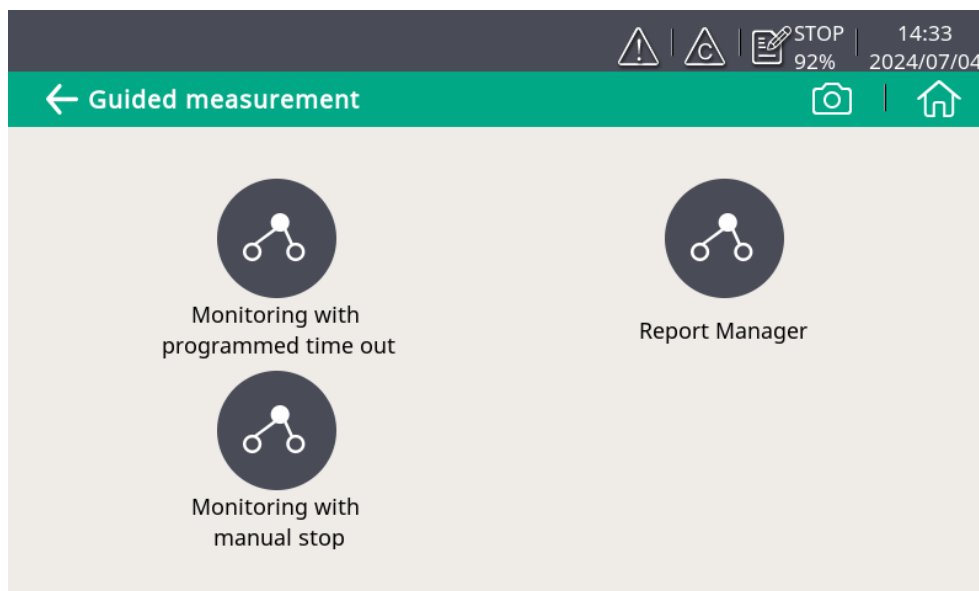 STOP
14:33
C
92%
2024/07/04
Guided measurement
Monitoring with
programmed time out
Report Manager
Monitoring with
manual stop